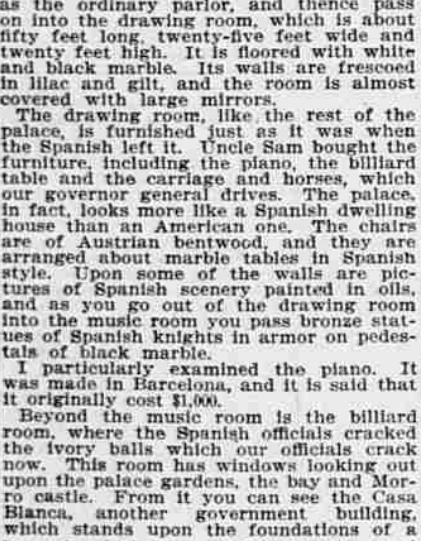 as the ordinary parlor, and thence pass
on into the drawing room, which is about
fifty feet long, twenty-five feet wide and
twenty feet high. It is floored with white
and black marble. Its walls are frescoed
in lilac and gilt, and the room is almost
covered with large mirrors.
The drawing room, like the rest of the
palace, is furnished just as it was when
the Spanish left it. Uncle Sam bought the
furniture, including the piano, the billiard
table and the carriage and horses, which
our governor general drives. The palace,
in fact, looks more like a Spanish dwelling
house than an American one. The chairs
are of Austrian bentwood, and they are
arranged about marble tables in Spanish
style. Upon some of the walls are pic-
tures of Spanish scenery painted in oils,
and as you go out of the drawing room
into the music room you pass bronze stat-
ues of Spanish knights in armor on pedes-
tals of black marble.
I particularly examined the piano. It
was made in Barcelona, and it is said that
it originally cost $1,000.
Beyond the music room is the billiard
room, where the Spanish officials cracked
the ivory balls which our officials crack
now. This room has windows looking out
upon the palace gardens, the bay and Mor-
ro castle. From it you can see the Casa
Blanca, another government building,
which stands upon the foundations of a